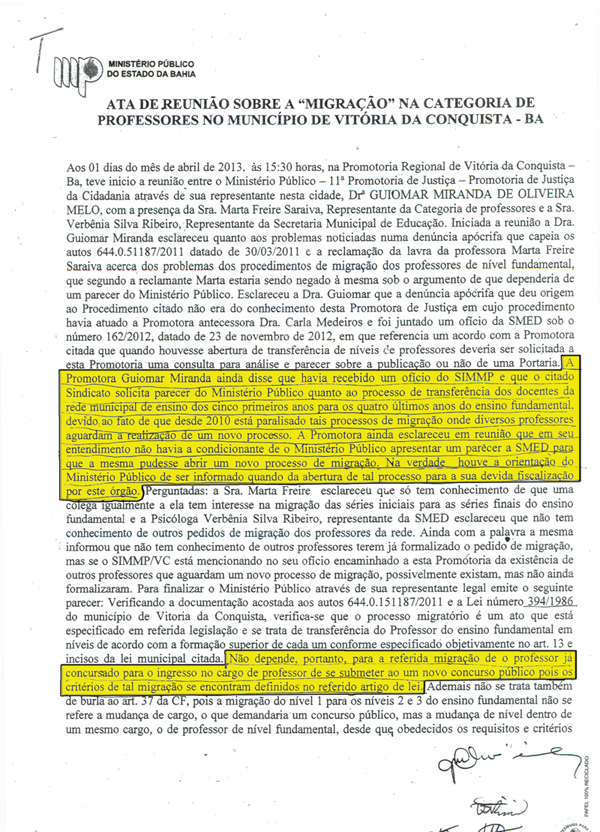 T
mp
MINISTÉRIO PÚBLICO
DO ESTADO DA BAHIA
ATA DE REUNIÃO SOBRE A “MIGRAÇÃO” NA CATEGORIA DE
PROFESSORES NO MUNICÍPIO DE VITÓRIA DA CONQUISTA - BA
Aos 01 dias do mês de abril de 2013, às 15:30 horas, na Promotoria Regional de Vitória da Conquista –
Ba, teve inicio a reunião entre o Ministério Público – 11ª Promotoria de Justiça – Promotoria de Justiça
da Cidadania através de sua representante nesta cidade, Drª GUIOMAR MIRANDA DE OLIVEIRA
MELO, com a presença da Sra. Marta Freire Saraiva, Representante da Categoria de professores e a Sra.
Verbênia Silva Ribeiro, Representante da Secretaria Municipal de Educação. Iniciada a reunião a Dra.
Guiomar Miranda esclareceu quanto aos problemas noticiadas numa denúncia apócrifa que capeia os
autos 644.0.51187/2011 datado de 30/03/2011 e a reclamação da lavra da professora Marta Freire
Saraiva acerca dos problemas dos procedimentos de migração dos professores de nível fundamental,
que segundo a reclamante Marta estaria sendo negado à mesma sob o argumento de que dependeria de
um parecer do Ministério Público. Esclareceu a Dra. Guiomar que a denúncia apócrifa que deu origem
ao Procedimento citado não era do conhecimento desta Promotora de Justiça em cujo procedimento
havia atuado a Promotora antecessora Dra. Carla Medeiros e foi juntado um ofício da SMED sob o
número 162/2012, datado de 23 de novembro de 2012, em que referencia um acordo com a Promotora
citada que quando houvesse abertura de transferência de níveis de professores deveria ser solicitada a
esta Promotoria uma consulta para análise e parecer sobre a publicação ou não de uma Portaria. A
Promotora Guiomar Miranda ainda disse que havia recebido um ofício do SIMMP e que o citado
Sindicato solicita parecer do Ministério Público quanto ao processo de transferência dos docentes da
rede municipal de ensino dos cinco primeiros anos para os quatro últimos anos do ensino fundamental,
devido ao fato de que desde 2010 está paralisado tais processos de migração onde diversos professores
aguardam a realização de um novo processo. A Promotora ainda esclareceu em reunião que em seu
entendimento não havia a condicionante de o Ministério Público apresentar um parecer à SMED para
que a mesma pudesse abrir um novo processo de migração. Na verdade houve a orientação do
Ministério Público de ser informado quando da abertura de tal processo para a sua devida fiscalização
por este órgão. Perguntadas: a Sra. Marta Freire esclareceu que só tem conhecimento de que uma
colega igualmente a ela tem interesse na migração das séries iniciais para as séries finais do ensino
fundamental e a Psicóloga Verbênia Silva Ribeiro, representante da SMED esclareceu que não tem
conhecimento de outros pedidos de migração dos professores da rede. Ainda com a palavra a mesma
informou que não tem conhecimento de outros professores terem já formalizado o pedido de migração,
mas se o SIMMP/VC está mencionando no seu oficio encaminhado a esta Promotória da existência de
outros professores que aguardam um novo processo de migração, possivelmente existam, mas não ainda
formalizaram. Para finalizar o Ministério Público através de sua representante legal emite o seguinte
parecer: Verificando a documentação acostada aos autos 644.0.151187/2011 e a Lei número 394/1986
do município de Vitoria da Conquista, verifica-se que o processo migratório é um ato que está
especificado em referida legislação e se trata de transferência do Professor do ensino fundamental em
níveis de acordo com a formação superior de cada um conforme especificado objetivamente no art. 13 e
incisos da lei municipal citada. Não depende, portanto, para a referida migração de o professor já
concursado para o ingresso no cargo de professor de se submeter ao um novo concurso público pois os
critérios de tal migração se encontram definidos no referido artigo de lei. Ademais não se trata também
de burla ao art. 37 da CF, pois a migração do nível 1 para os níveis 2 e 3 do ensino fundamental não se
refere a mudança de cargo, o que demandaria um concurso público, mas a mudança de nível dentro de
um mesmo cargo, o de professor de nível fundamental, desde que obedecidos os requisitos e critérios
PAPEL 100% RECICLADO